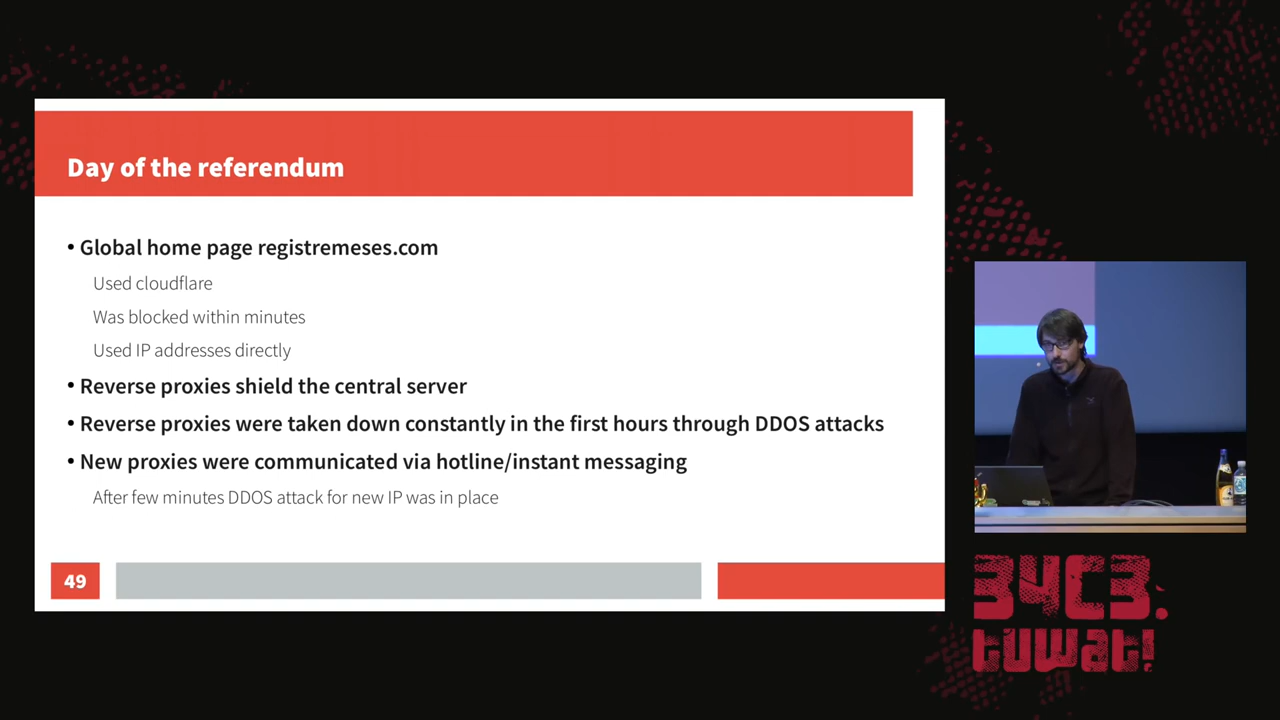 Day of the referendum
• Global home page registremeses.com
Used cloudflare
Was blocked within minutes
Used IP addresses directly
• Reverse proxies shield the central server
• Reverse proxies were taken down constantly in the first hours through DDOS attacks
• New proxies were communicated via hotline/instant messaging
After few minutes DDOS attack for new IP was in place
49
34C3.
tuwat!